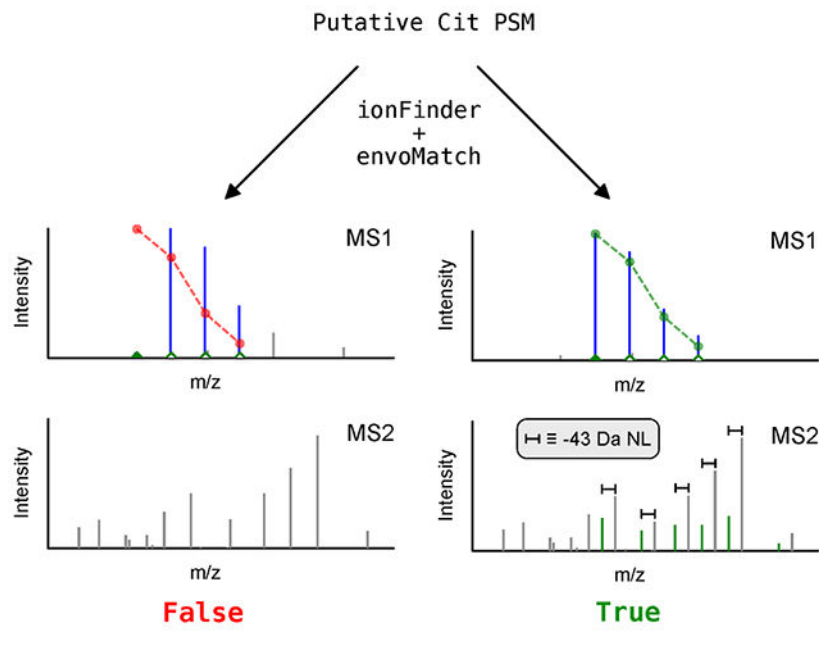 Putative Cit PSM
ionFinder
+
envoMatch
MS1
Intensity
m/z
MS1
Intensity
m/z
MS2
Intensity
m/z
MS2
⊢⊣ ≡ -43 Da NL
Intensity
m/z
False
True